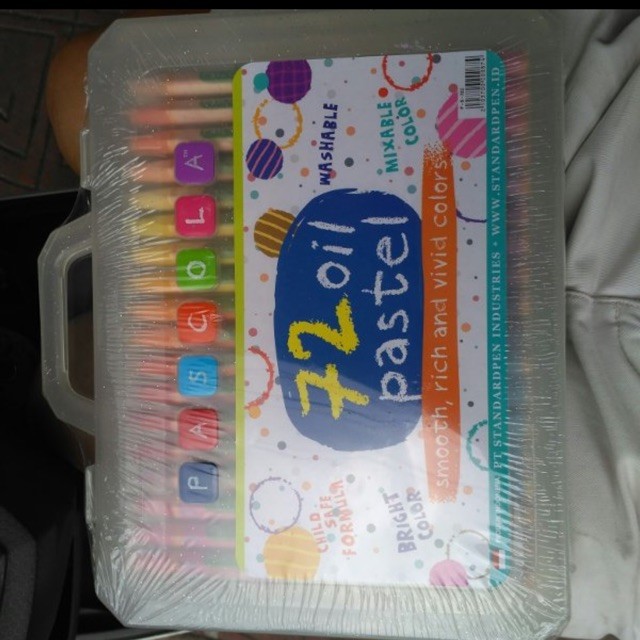 PASCOLA
CHILD
SAFE
FORMULA
WASHABLE
72 oil
pastel
BRIGHT
COLOR
MIXABLE
COLOR
smooth, rich and vivid colors
PT STANDARDPEN INDUSTRIES • WWW.STANDARDPEN.ID